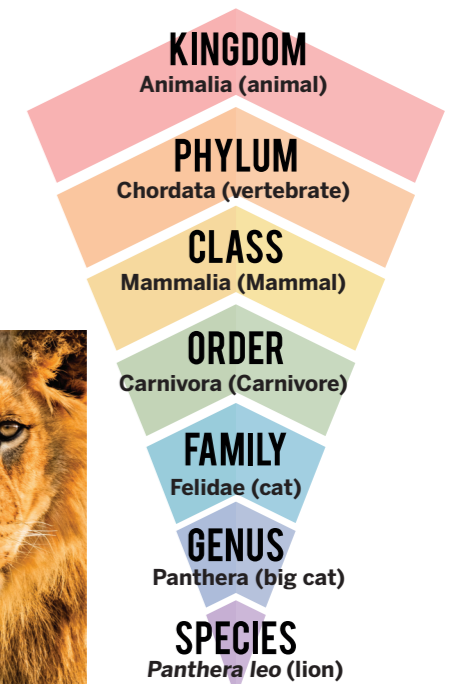 KINGDOM
Animalia (animal)
PHYLUM
Chordata (vertebrate)
CLASS
Mammalia (Mammal)
ORDER
Carnivora (Carnivore)
FAMILY
Felidae (cat)
GENUS
Panthera (big cat)
SPECIES
Panthera leo (lion)